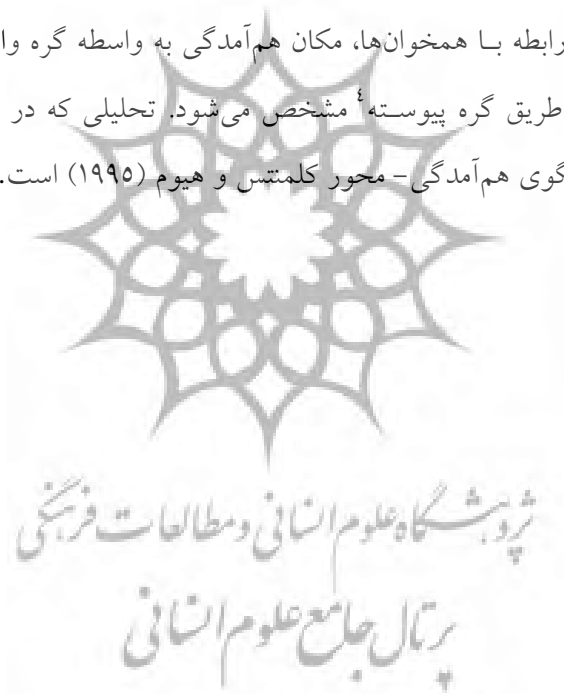 رابطه با همخوان‌ها، مکان هم‌آمدگی به واسطه گره وا
طریق گره پیوسته⁴ مشخص می‌شود. تحلیلی که در
گوی هم‌آمدگی- محور کلمنتس و هیوم (۱۹۹۵) است.
پژوهشگاه علوم انسانی و مطالعات فرهنگی
پرتال جامع علوم انسانی